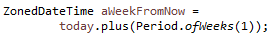 ZonedDateTime aWeekFromNow =
today.plus(Period.ofWeeks(1));